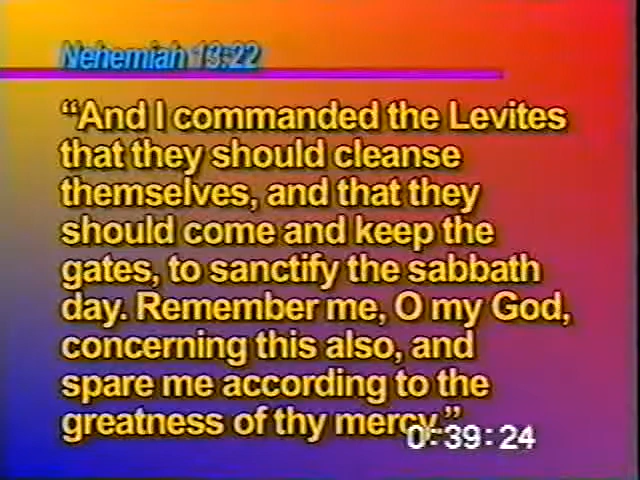 Nehemiah 13:22
“And I commanded the Levites
that they should cleanse
themselves, and that they
should come and keep the
gates, to sanctify the sabbath
day. Remember me, O my God,
concerning this also, and
spare me according to the
greatness of thy mercy.”
0:39:24